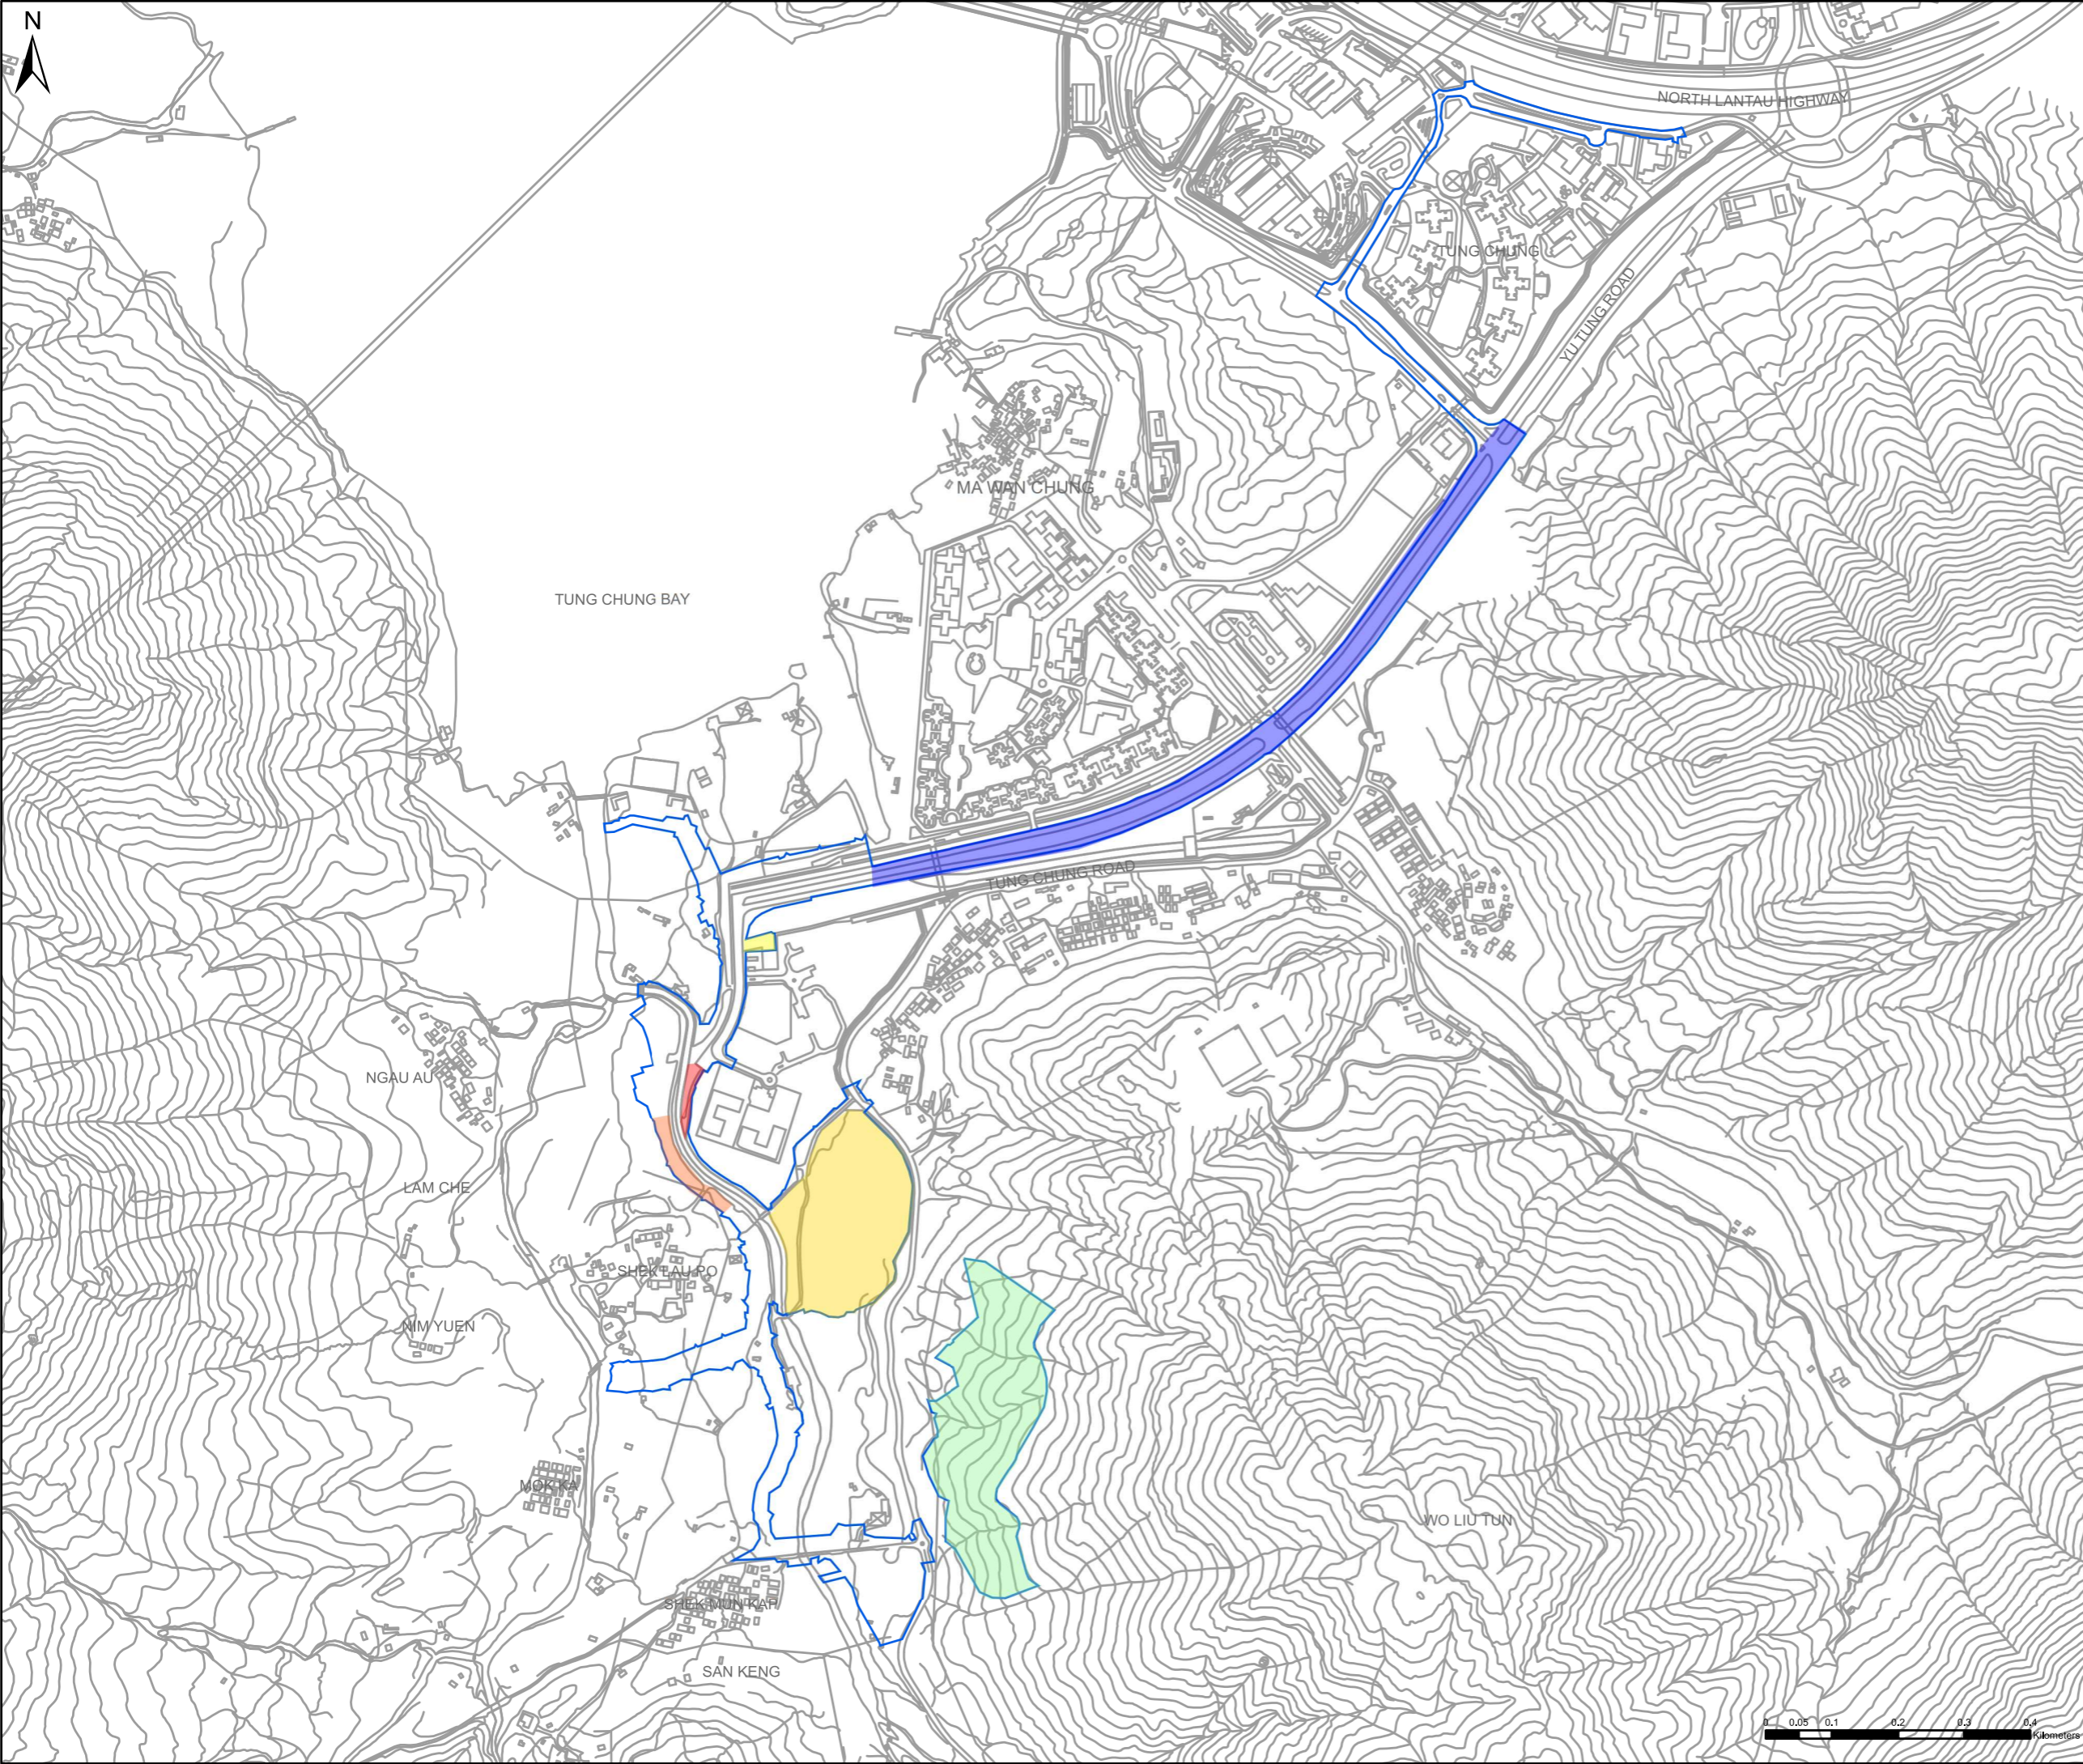 N
NORTH LANTAU HIGHWAY
TUNG CHUNG
YU TUNG ROAD
MA WAN CHUNG
TUNG CHUNG BAY
TUNG CHUNG ROAD
NGAU AU
LAM CHE
SHEK LAU PO
NIM YUEN
MOK KA
WO LIU TUN
SHEK MUN KAP
SAN KENG
0 0.05 0.1 0.2 0.3 0.4
Kilometers